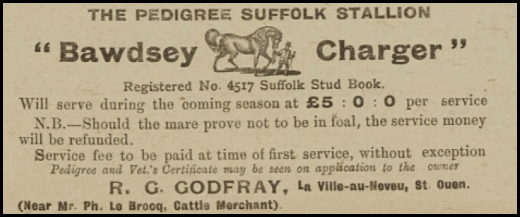 THE PEDIGREE SUFFOLK STALLION
"Bawdsey Charger"
Registered No. 4517 Suffolk Stud Book.
Will serve during the coming season at £5 : 0 : 0 per service
N.B.—Should the mare prove not to be in foal, the service money
will be refunded.
Service fee to be paid at time of first service, without exception
Pedigree and Vet.'s Certificate may be seen on application to the owner
R. G. GODFRAY, La Ville-au-Neveu, St. Ouen.
(Near Mr. Ph. Le Brocq, Cattle Merchant).